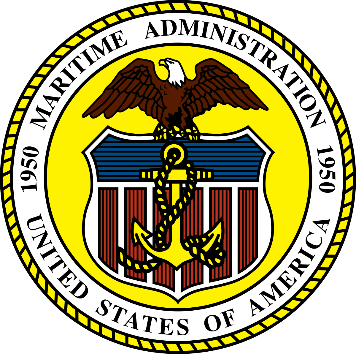 MARITIME ADMINISTRATION
1950 1950
UNITED STATES OF AMERICA